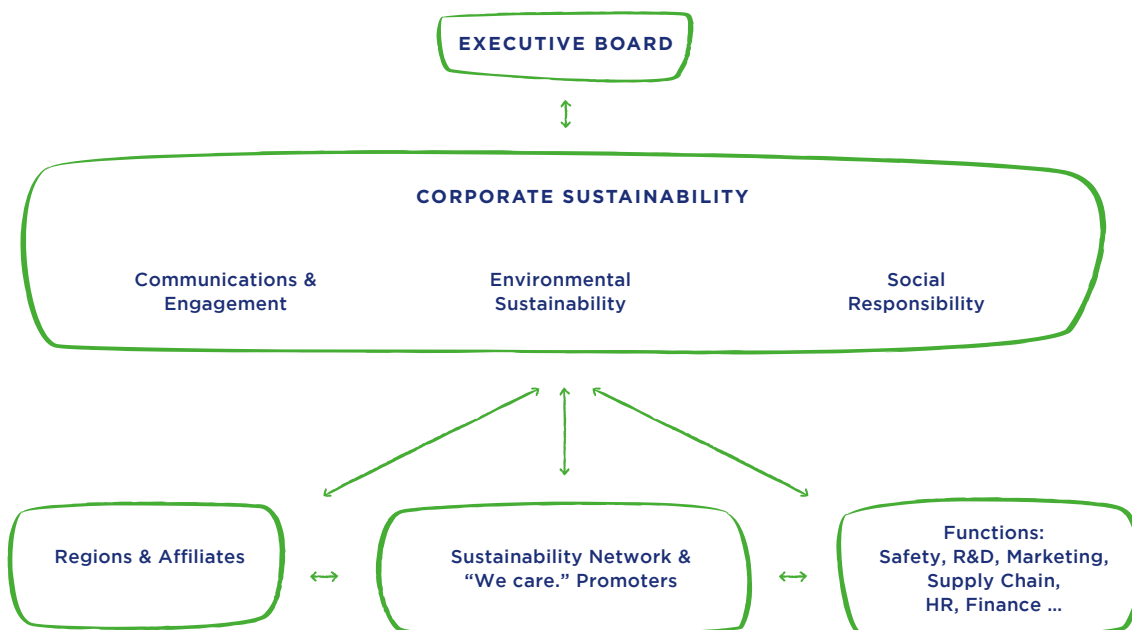 EXECUTIVE BOARD
CORPORATE SUSTAINABILITY
Communications &
Engagement
Environmental
Sustainability
Social
Responsibility
Regions & Affiliates
Sustainability Network &
“We care.” Promoters
Functions:
Safety, R&D, Marketing,
Supply Chain,
HR, Finance ...